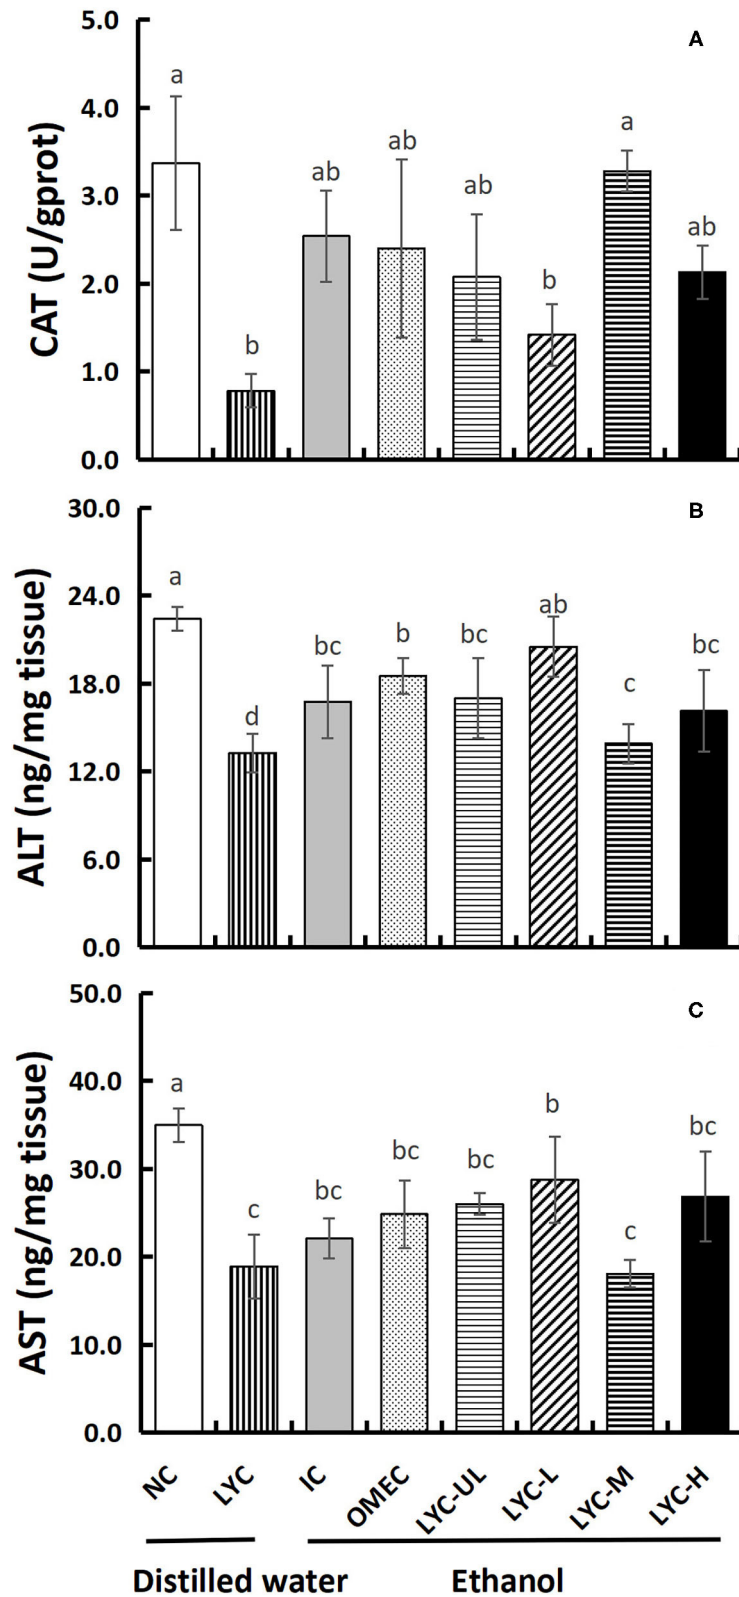 A
CAT (U/gprot)
5.0
4.0
3.0
2.0
1.0
0.0
a
b
ab
ab
ab
b
a
ab
B
ALT (ng/mg tissue)
30.0
24.0
18.0
12.0
6.0
0.0
a
d
bc
b
bc
ab
c
bc
C
AST (ng/mg tissue)
50.0
40.0
30.0
20.0
10.0
0.0
a
c
bc
bc
bc
b
c
bc
NC
LYC
IC
OMEC
LYC-UL
LYC-L
LYC-M
LYC-H
Distilled water
Ethanol